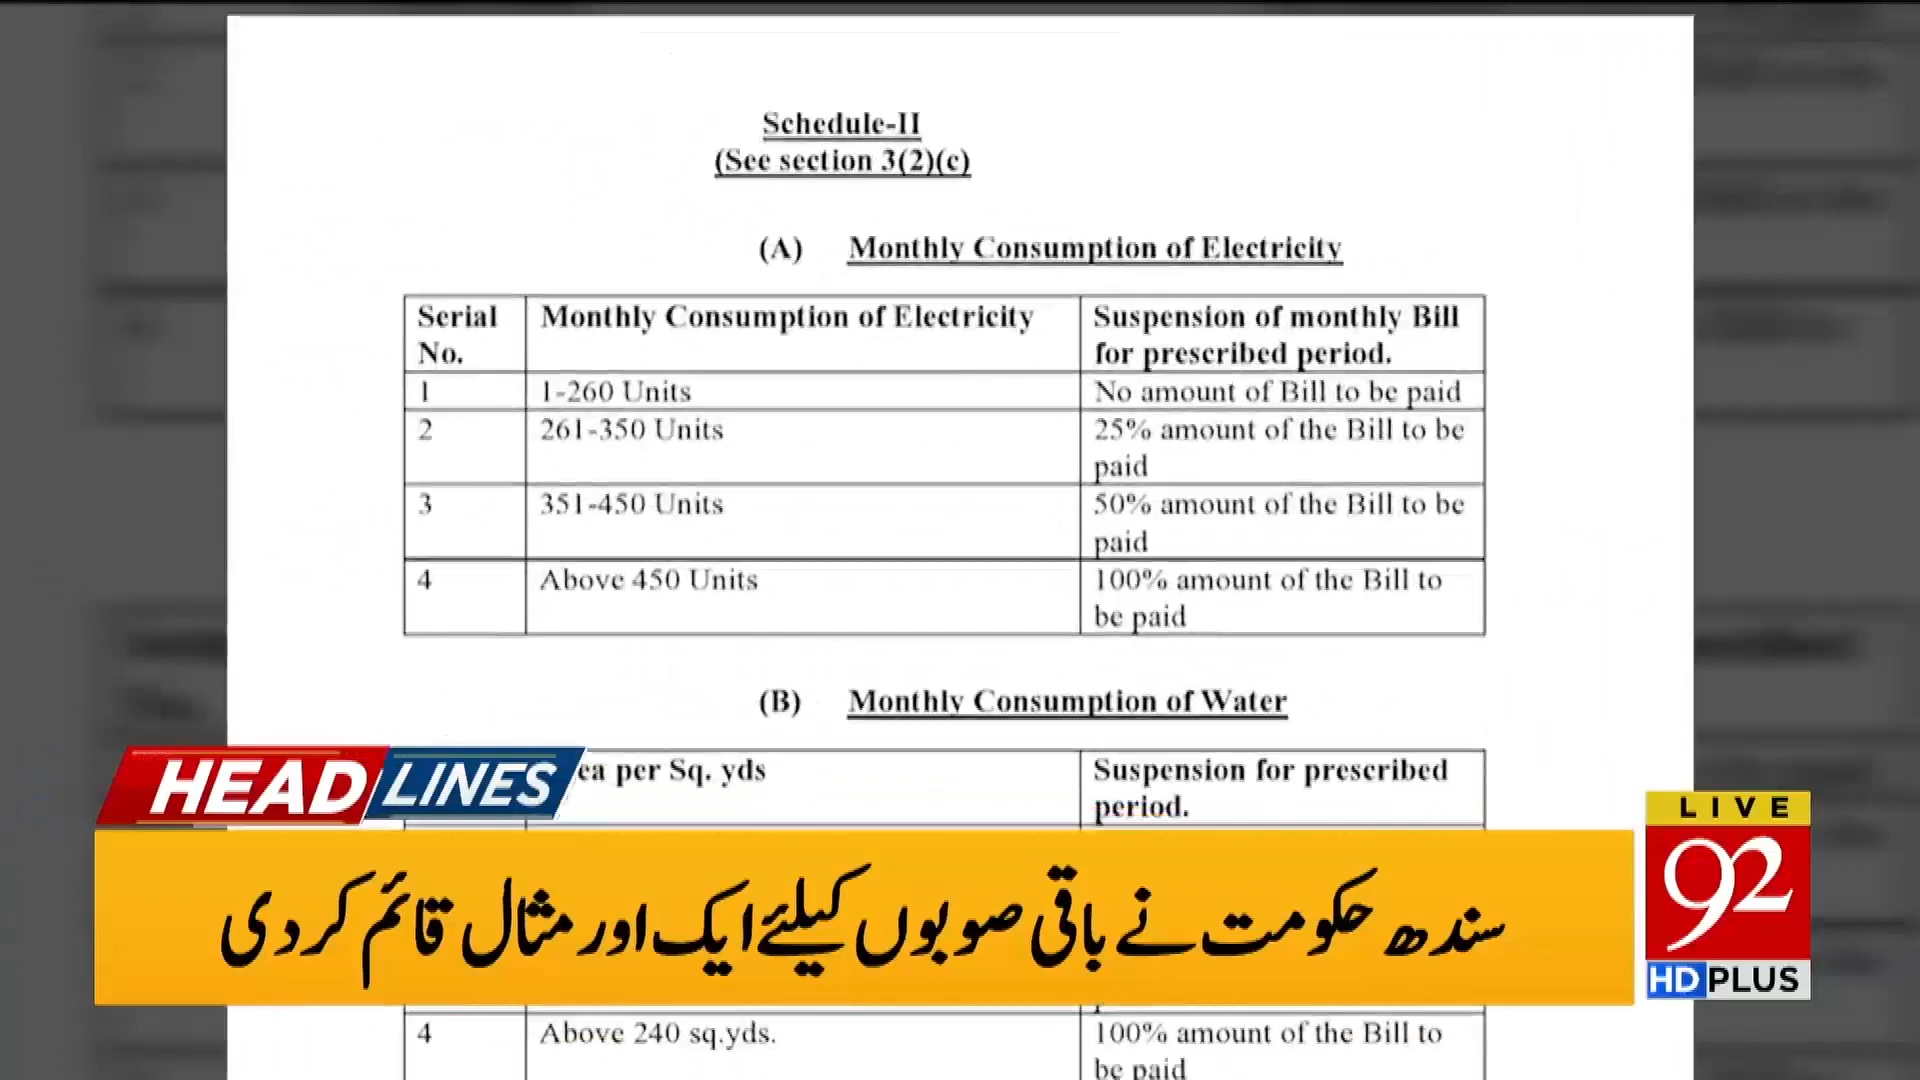 Schedule-II
(See section 3(2)(c)
(A) Monthly Consumption of Electricity
Serial No. Monthly Consumption of Electricity Suspension of monthly Bill for prescribed period.
1 1-260 Units No amount of Bill to be paid
2 261-350 Units 25% amount of the Bill to be paid
3 351-450 Units 50% amount of the Bill to be paid
4 Above 450 Units 100% amount of the Bill to be paid
(B) Monthly Consumption of Water
per Sq. yds Suspension for prescribed period.
HEADLINES
LIVE
92
HD PLUS
سندھ حکومت نے باقی صوبوں کیلئے ایک اور مثال قائم کر دی
4 Above 240 sq.yds. 100% amount of the Bill to be paid